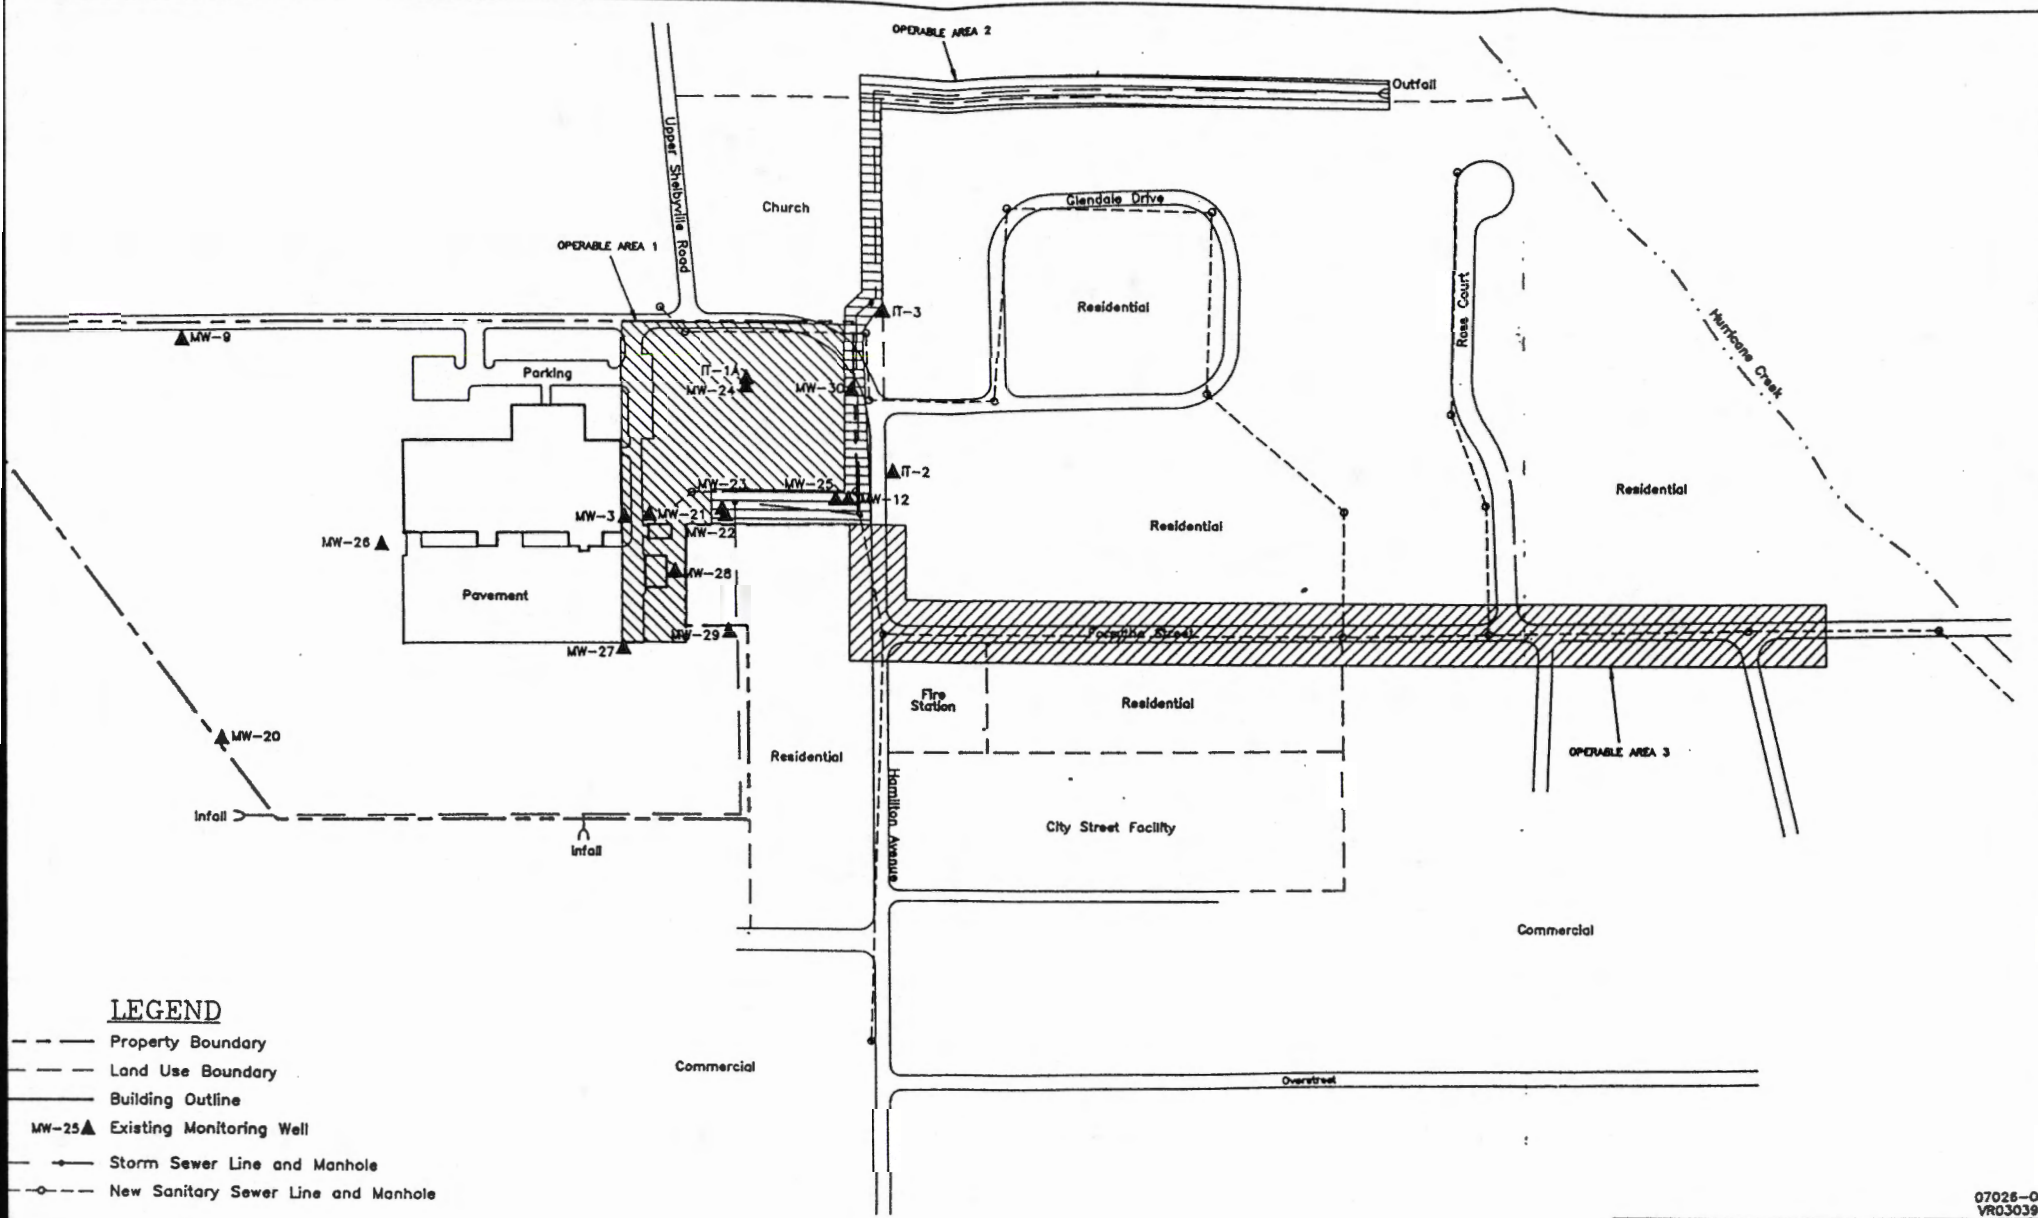 OPERABLE AREA 2
Outfall
Upper Shelbyville Road
Church
Glendale Drive
OPERABLE AREA 1
Residential
Ross Court
Hurricane Creek
IT-3
MW-9
Parking
IT-1A
MW-24
MW-30
IT-2
MW-23
MW-25
MW-12
Residential
MW-3
MW-21
MW-22
Residential
MW-26
MW-28
Pavement
MW-29
Forsythe Street
MW-27
Fire
Station
Residential
MW-20
Residential
OPERABLE AREA 3
Hamilton Avenue
Infall
City Street Facility
Infall
Commercial
LEGEND
Property Boundary
Land Use Boundary
Building Outline
MW-25 Existing Monitoring Well
Storm Sewer Line and Manhole
New Sanitary Sewer Line and Manhole
Commercial
Overstreet
07026-0
VR03039